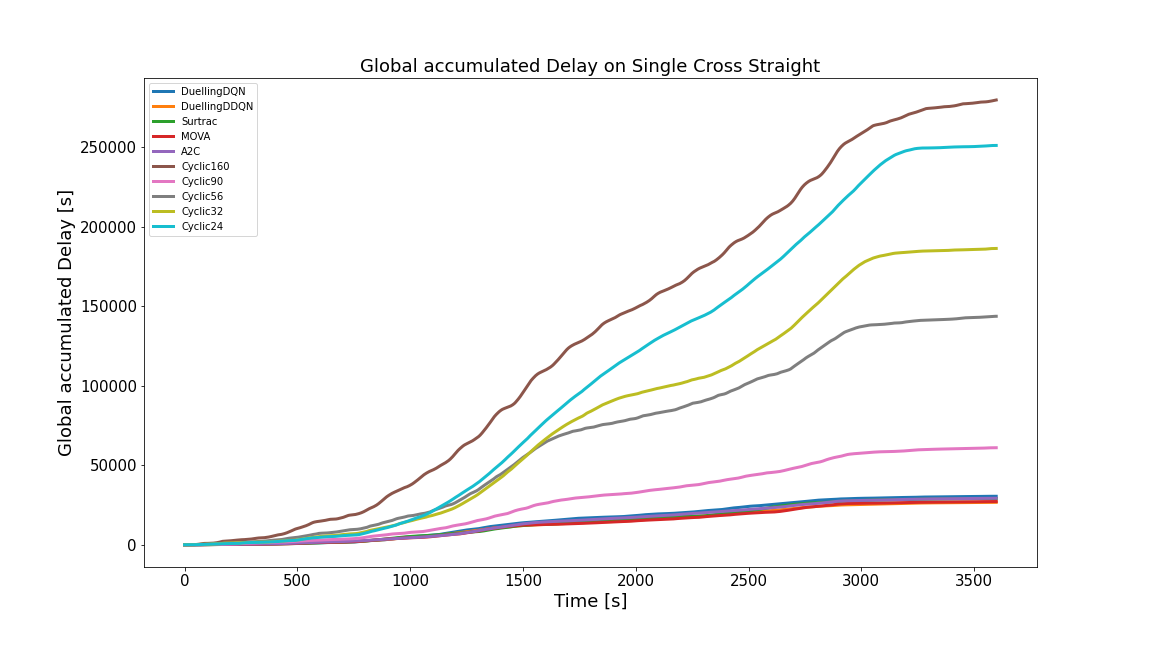 Global accumulated Delay on Single Cross Straight
DuellingDQN
DuellingDDQN
Surtrac
MOVA
A2C
Cyclic160
Cyclic90
Cyclic56
Cyclic32
Cyclic24
Global accumulated Delay [s]
250000
200000
150000
100000
50000
0
0 500 1000 1500 2000 2500 3000 3500
Time [s]